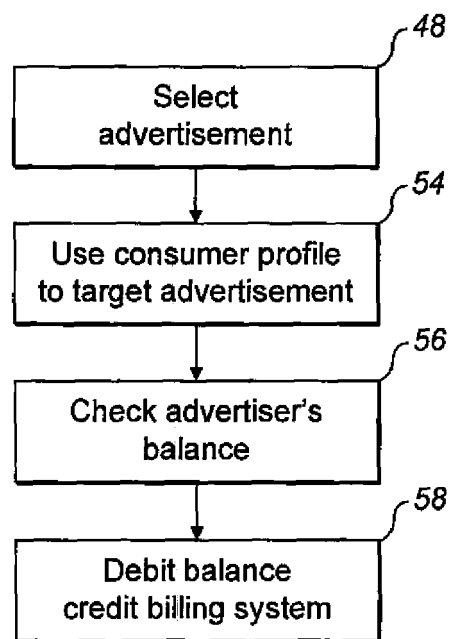 48
Select
advertisement
54
Use consumer profile
to target advertisement
56
Check advertiser's
balance
58
Debit balance
credit billing system